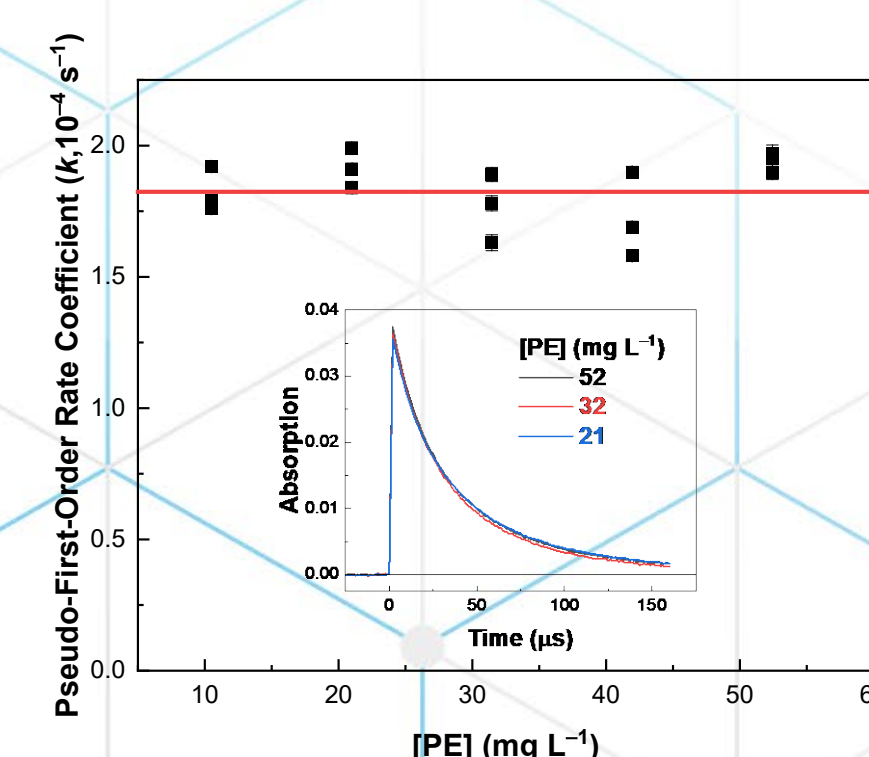 Pseudo-First-Order Rate Coefficient (k,10⁻⁴ s⁻¹)
2.0
1.5
1.0
0.5
0.0
0.04
0.03
0.02
0.01
0.00
Absorption
[PE] (mg L⁻¹)
52
32
21
0 50 100 150
Time (μs)
10 20 30 40 50
[PE] (mg L⁻¹)